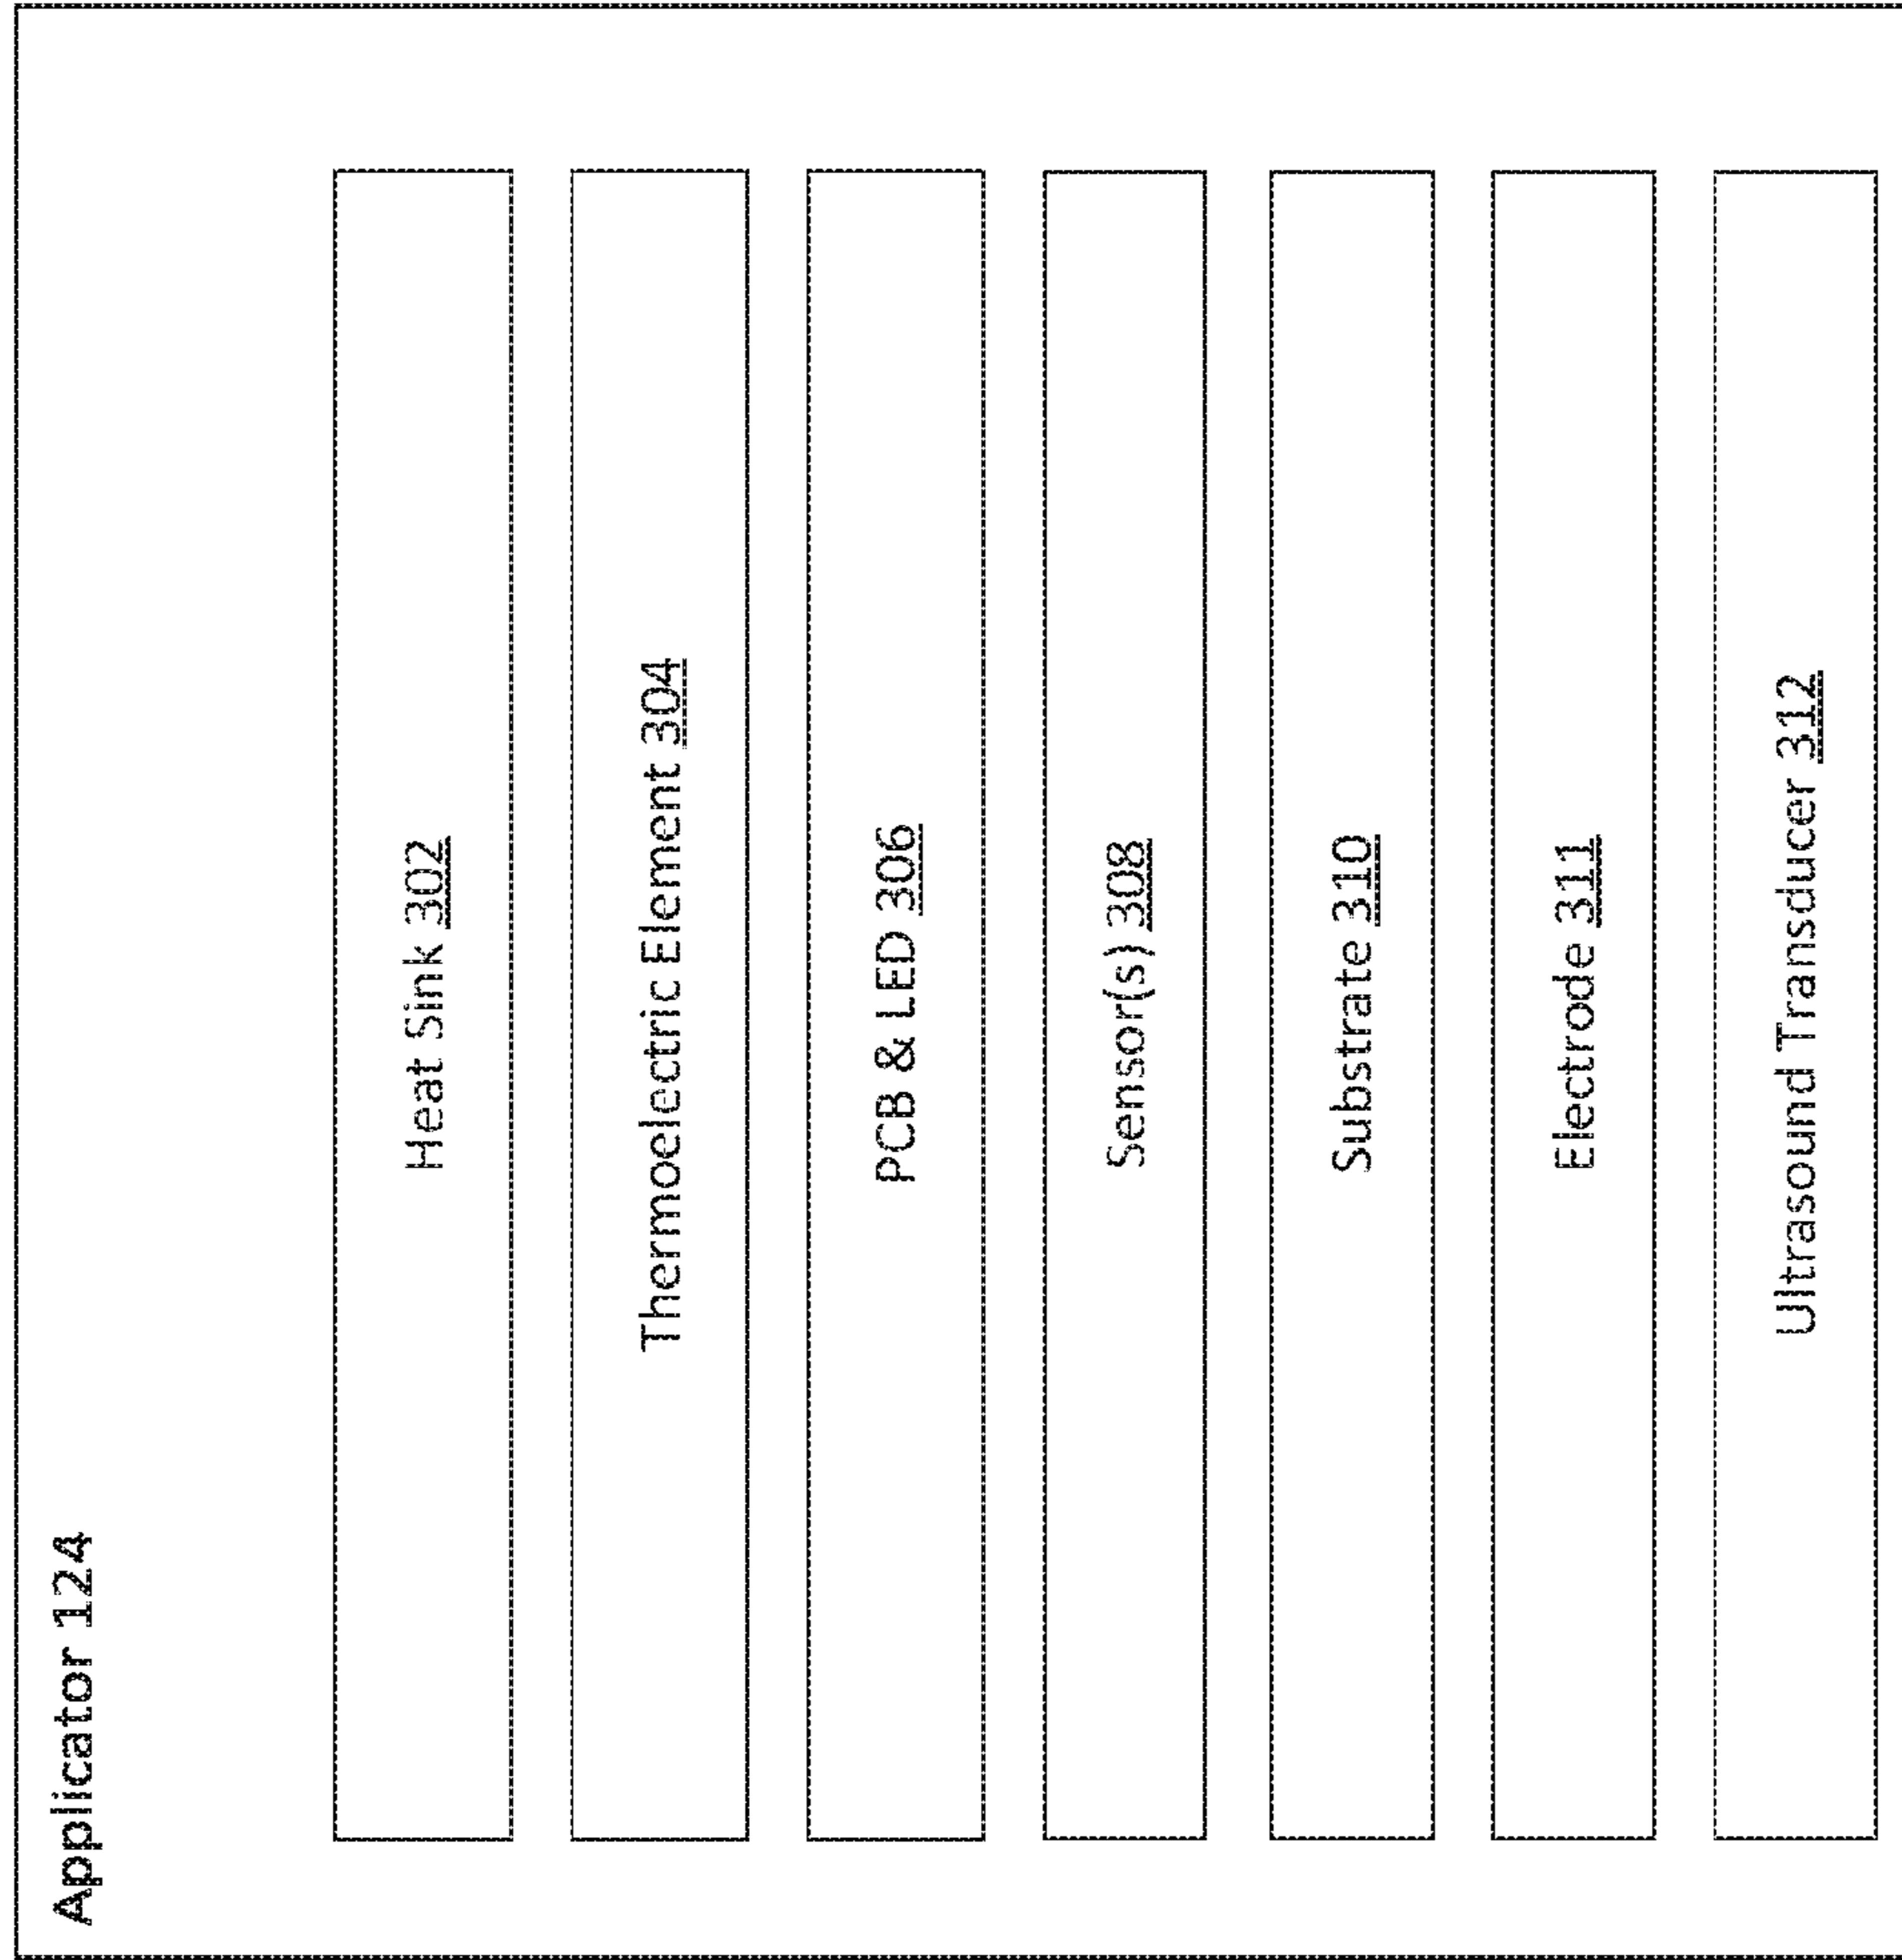 Applicator 124
Heat Sink 302
Thermoelectric Element 304
PCB & LED 306
Sensor(s) 308
Substrate 310
Electrode 311
Ultrasound Transducer 312